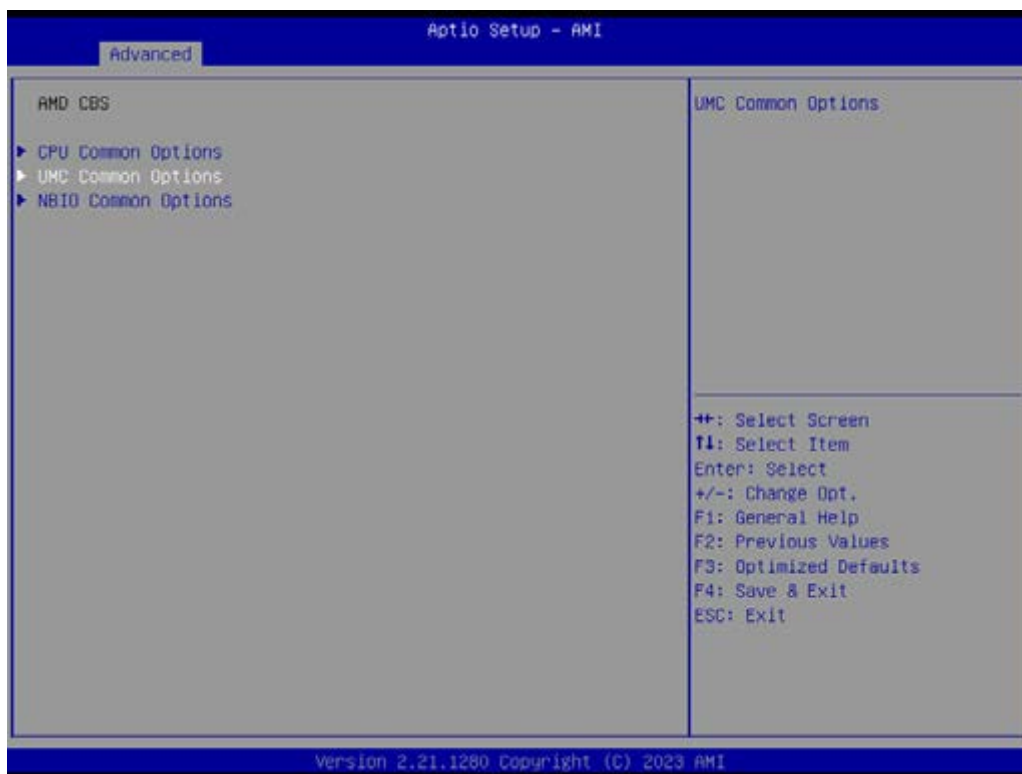 Aptio Setup - AMI
Advanced
AMD CBS
CPU Common Options
UMC Common Options
NBIO Common Options
UMC Common Options
→←: Select Screen
↑↓: Select Item
Enter: Select
+/-: Change Opt.
F1: General Help
F2: Previous Values
F3: Optimized Defaults
F4: Save & Exit
ESC: Exit
Version 2.21.1280 Copyright (C) 2023 AMI